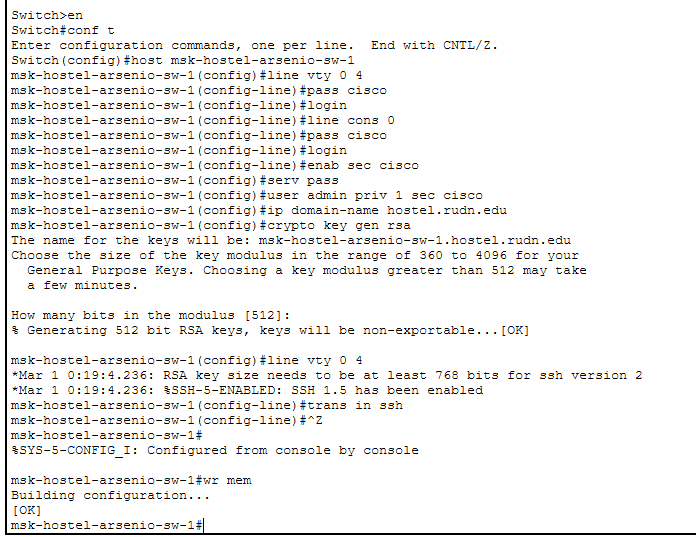 Switch>en
Switch#conf t
Enter configuration commands, one per line.  End with CNTL/Z.
Switch(config)#host msk-hostel-arsenio-sw-1
msk-hostel-arsenio-sw-1(config)#line vty 0 4
msk-hostel-arsenio-sw-1(config-line)#pass cisco
msk-hostel-arsenio-sw-1(config-line)#login
msk-hostel-arsenio-sw-1(config-line)#line cons 0
msk-hostel-arsenio-sw-1(config-line)#pass cisco
msk-hostel-arsenio-sw-1(config-line)#login
msk-hostel-arsenio-sw-1(config-line)#enab sec cisco
msk-hostel-arsenio-sw-1(config)#serv pass
msk-hostel-arsenio-sw-1(config)#user admin priv 1 sec cisco
msk-hostel-arsenio-sw-1(config)#ip domain-name hostel.rudn.edu
msk-hostel-arsenio-sw-1(config)#crypto key gen rsa
The name for the keys will be: msk-hostel-arsenio-sw-1.hostel.rudn.edu
Choose the size of the key modulus in the range of 360 to 4096 for your
  General Purpose Keys. Choosing a key modulus greater than 512 may take
  a few minutes.

How many bits in the modulus [512]:
% Generating 512 bit RSA keys, keys will be non-exportable...[OK]

msk-hostel-arsenio-sw-1(config)#line vty 0 4
*Mar 1 0:19:4.236: RSA key size needs to be at least 768 bits for ssh version 2
*Mar 1 0:19:4.236: %SSH-5-ENABLED: SSH 1.5 has been enabled
msk-hostel-arsenio-sw-1(config-line)#trans in ssh
msk-hostel-arsenio-sw-1(config-line)#^Z
msk-hostel-arsenio-sw-1#
%SYS-5-CONFIG_I: Configured from console by console

msk-hostel-arsenio-sw-1#wr mem
Building configuration...
[OK]
msk-hostel-arsenio-sw-1#